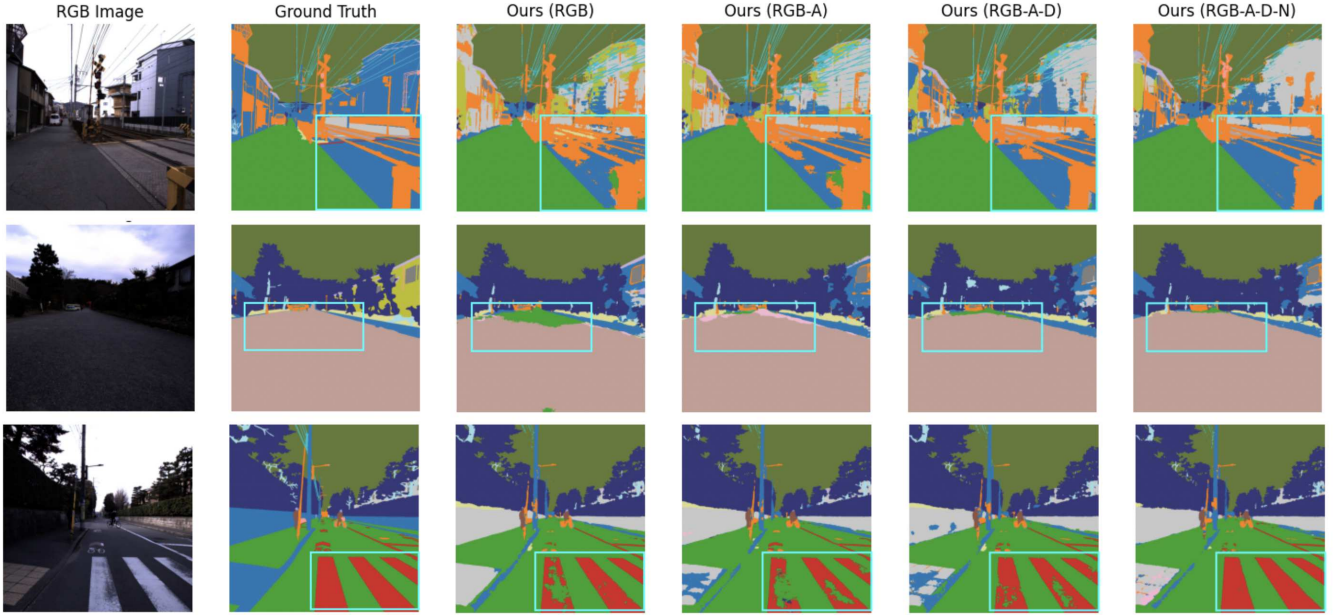 RGB Image
Ground Truth
Ours (RGB)
Ours (RGB-A)
Ours (RGB-A-D)
Ours (RGB-A-D-N)